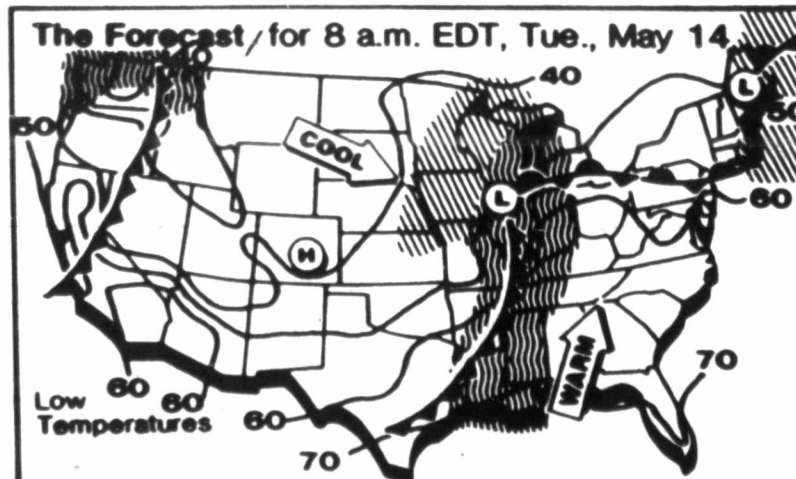 The Forecast/for 8 a.m. EDT, Tue., May 14
40
40
L
50
50
COOL
L
60
H
60
60
WARM
70
Low
Temperatures
60
70